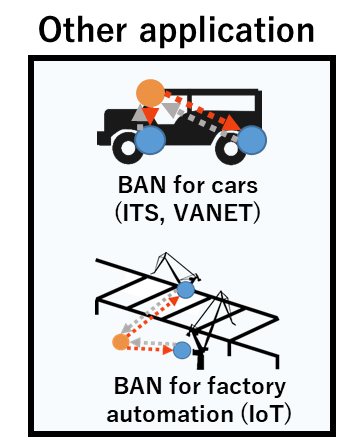 Other application
BAN for cars
(ITS, VANET)
BAN for factory
automation (IoT)